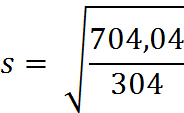 s = √(704,04 / 304)